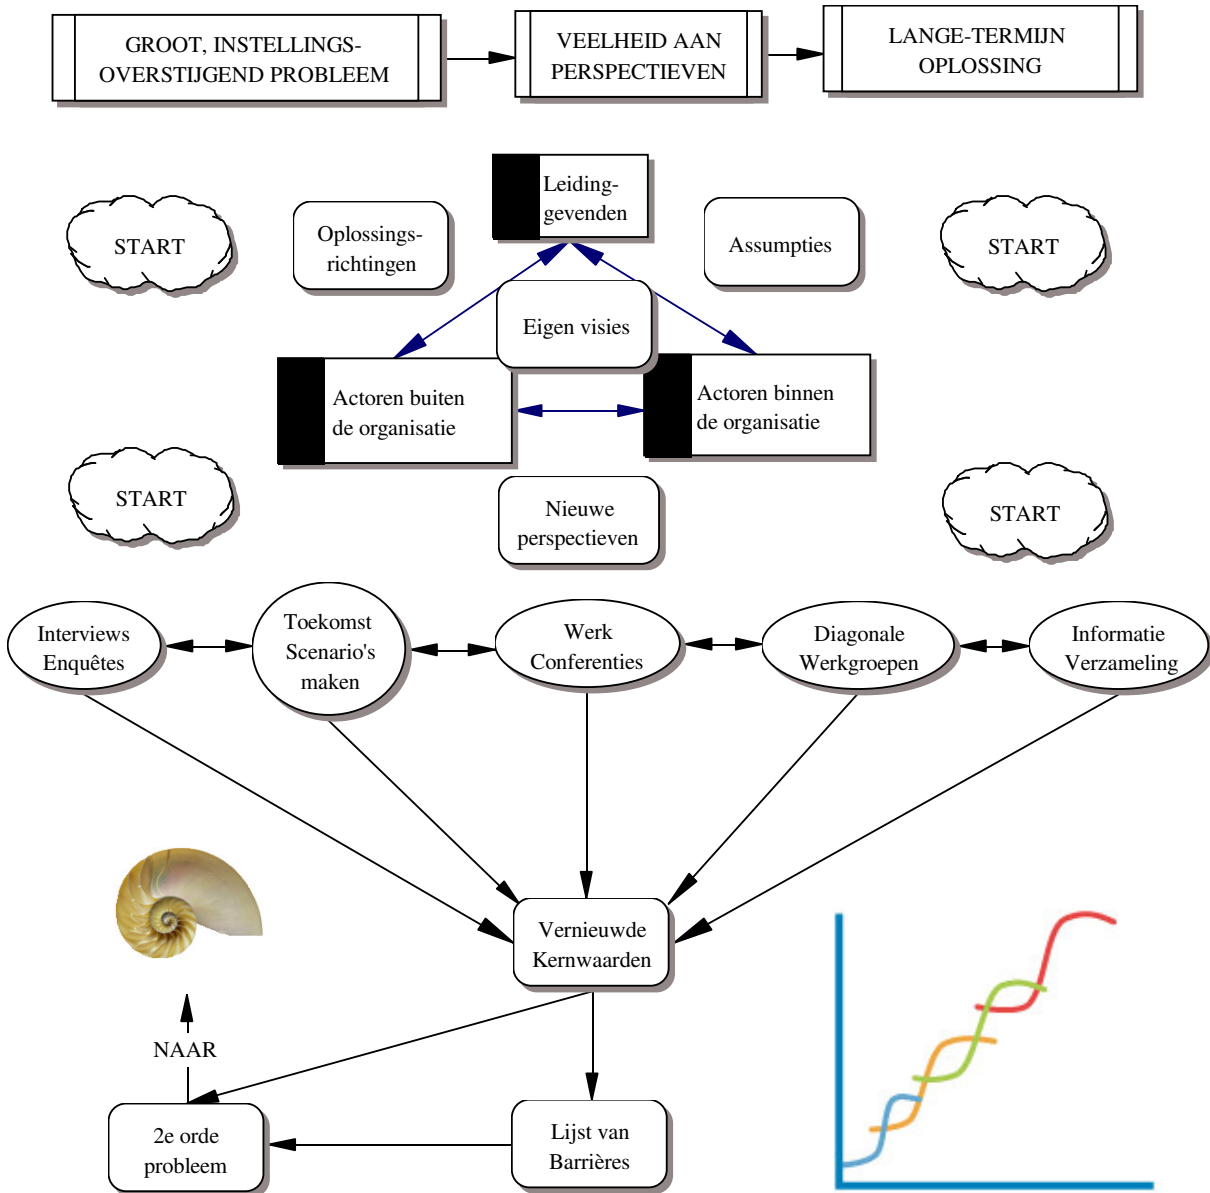 GROOT, INSTELLINGS-
OVERSTIJGEND PROBLEEM
VEELHEID AAN
PERSPECTIEVEN
LANGE-TERMIJN
OPLOSSING
START
Oplossings-
richtingen
Leiding-
gevenden
Assumpties
START
Eigen visies
Actoren buiten
de organisatie
Actoren binnen
de organisatie
START
Nieuwe
perspectieven
START
Interviews
Enquêtes
Toekomst
Scenario's
maken
Werk
Conferenties
Diagonale
Werkgroepen
Informatie
Verzameling
Vernieuwde
Kernwaarden
NAAR
2e orde
probleem
Lijst van
Barrières